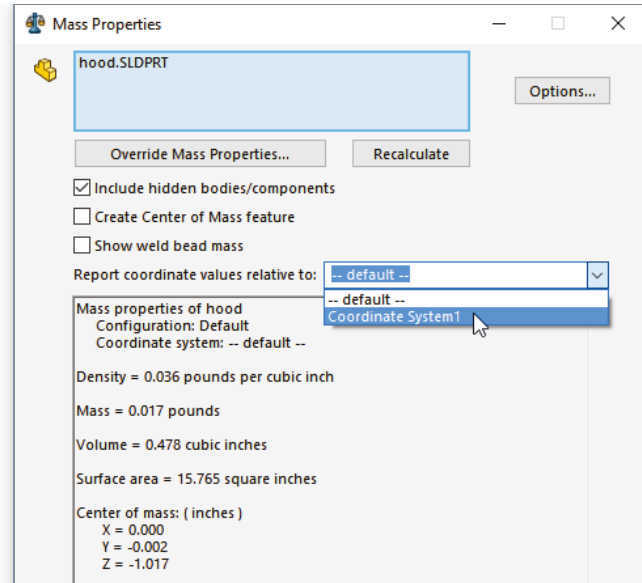 Mass Properties
hood.SLDPRT
Options...
Override Mass Properties...
Recalculate
Include hidden bodies/components
Create Center of Mass feature
Show weld bead mass
Report coordinate values relative to:
-- default --
-- default --
Coordinate System1
Mass properties of hood
Configuration: Default
Coordinate system: -- default --
Density = 0.036 pounds per cubic inch
Mass = 0.017 pounds
Volume = 0.478 cubic inches
Surface area = 15.765 square inches
Center of mass: ( inches )
X = 0.000
Y = -0.002
Z = -1.017